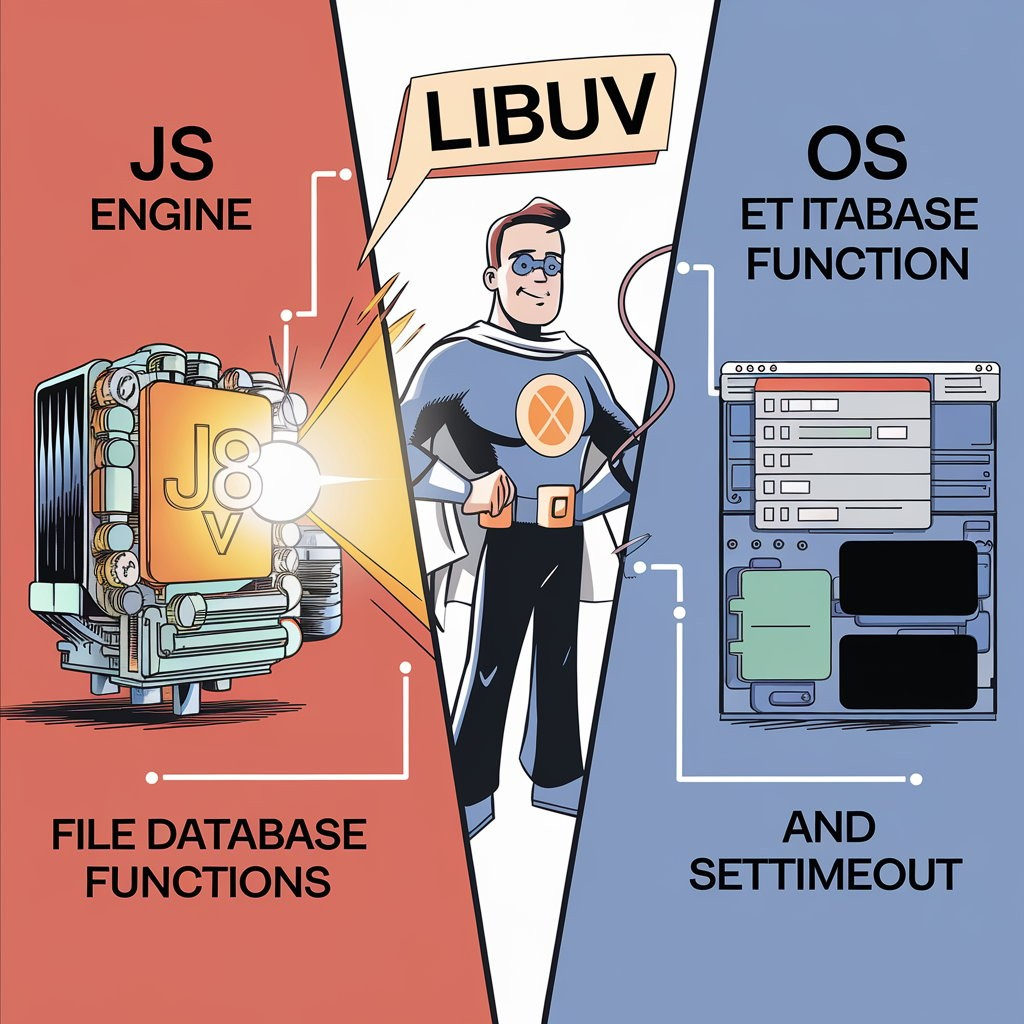 LIBUV
JS
ENGINE
OS
ET ITABASE
FUNCTION
J8
V
FILE DATABASE
FUNCTIONS
AND
SETTIMEOUT